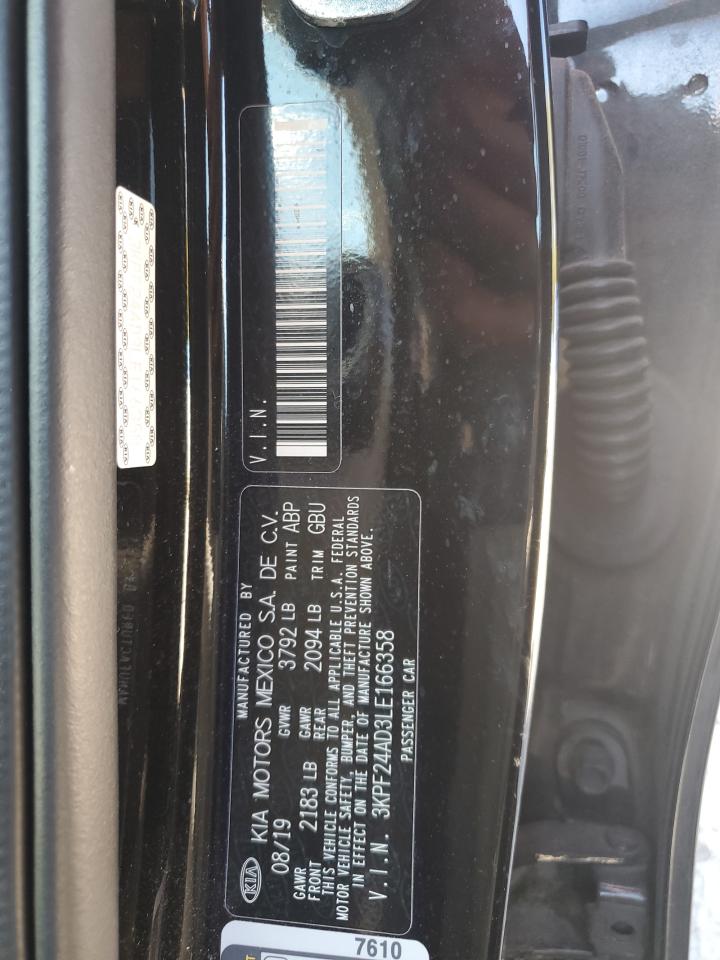 MANUFACTURED BY
KIA KIA MOTORS MEXICO S.A. DE C.V.
08/19 GVWR 3792 LB PAINT ABP
GAWR FRONT 2183 LB GAWR REAR 2094 LB TRIM GBU
THIS VEHICLE CONFORMS TO ALL APPLICABLE U.S.A. FEDERAL
MOTOR VEHICLE SAFETY, BUMPER, AND THEFT PREVENTION STANDARDS
IN EFFECT ON THE DATE OF MANUFACTURE SHOWN ABOVE.
V.I.N. 3KPF24AD3LE166358
PASSENGER CAR
V.I.N.
7610